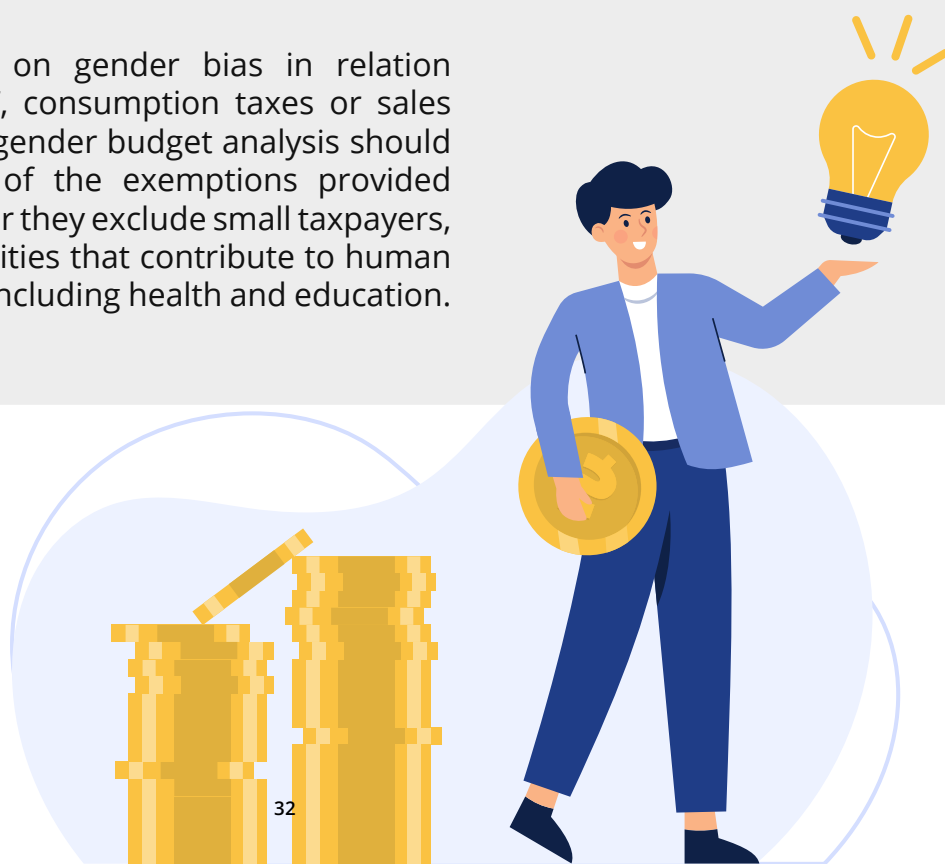 on gender bias in relation
, consumption taxes or sales
gender budget analysis should
of the exemptions provided
r they exclude small taxpayers,
ities that contribute to human
ncluding health and education.
32